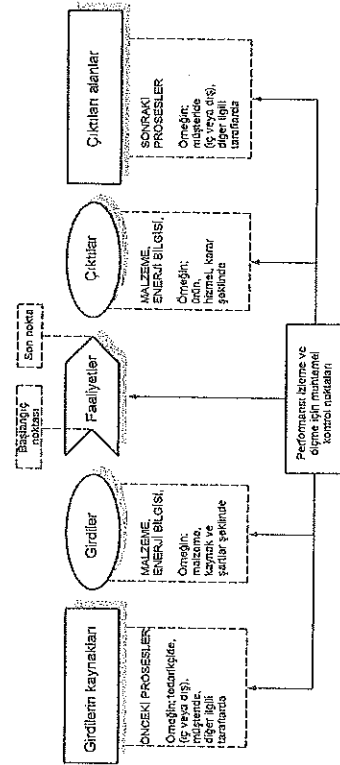 Başlangıç
noktası
Son nokta
Girdilerin kaynakları
Girdiler
Faaliyetler
Çıktılar
Çıktıları alanlar
ÖNCEKİ PROSESLER
Örneğin; tedarikçide,
(iç veya dış),
müşteride,
diğer ilgili
taraflarda
MALZEME,
ENERJİ BİLGİSİ,
Örneğin;
malzeme,
kaynak ve
şartlar şeklinde
MALZEME,
ENERJİ BİLGİSİ,
Örneğin;
ürün,
hizmet, karar
şeklinde
SONRAKİ
PROSESLER
Örneğin;
müşteride
(iç veya dış),
diğer ilgili
taraflarda
Performansı izleme ve
ölçme için muhtemel
kontrol noktaları